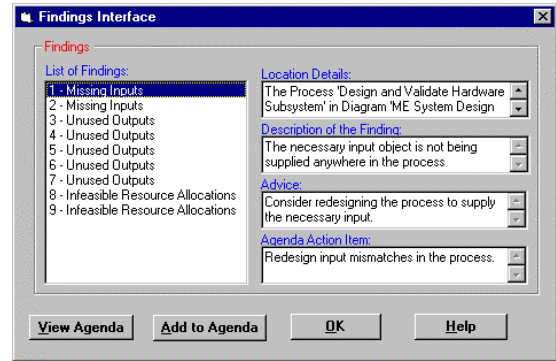 Findings Interface
Findings
List of Findings:
1 - Missing Inputs
2 - Missing Inputs
3 - Unused Outputs
4 - Unused Outputs
5 - Unused Outputs
6 - Unused Outputs
7 - Unused Outputs
8 - Infeasible Resource Allocations
9 - Infeasible Resource Allocations
Location Details:
The Process 'Design and Validate Hardware
Subsystem' in Diagram 'ME System Design
Description of the Finding:
The necessary input object is not being
supplied anywhere in the process
Advice:
Consider redesigning the process to supply
the necessary input.
Agenda Action Item:
Redesign input mismatches in the process.
View Agenda
Add to Agenda
OK
Help